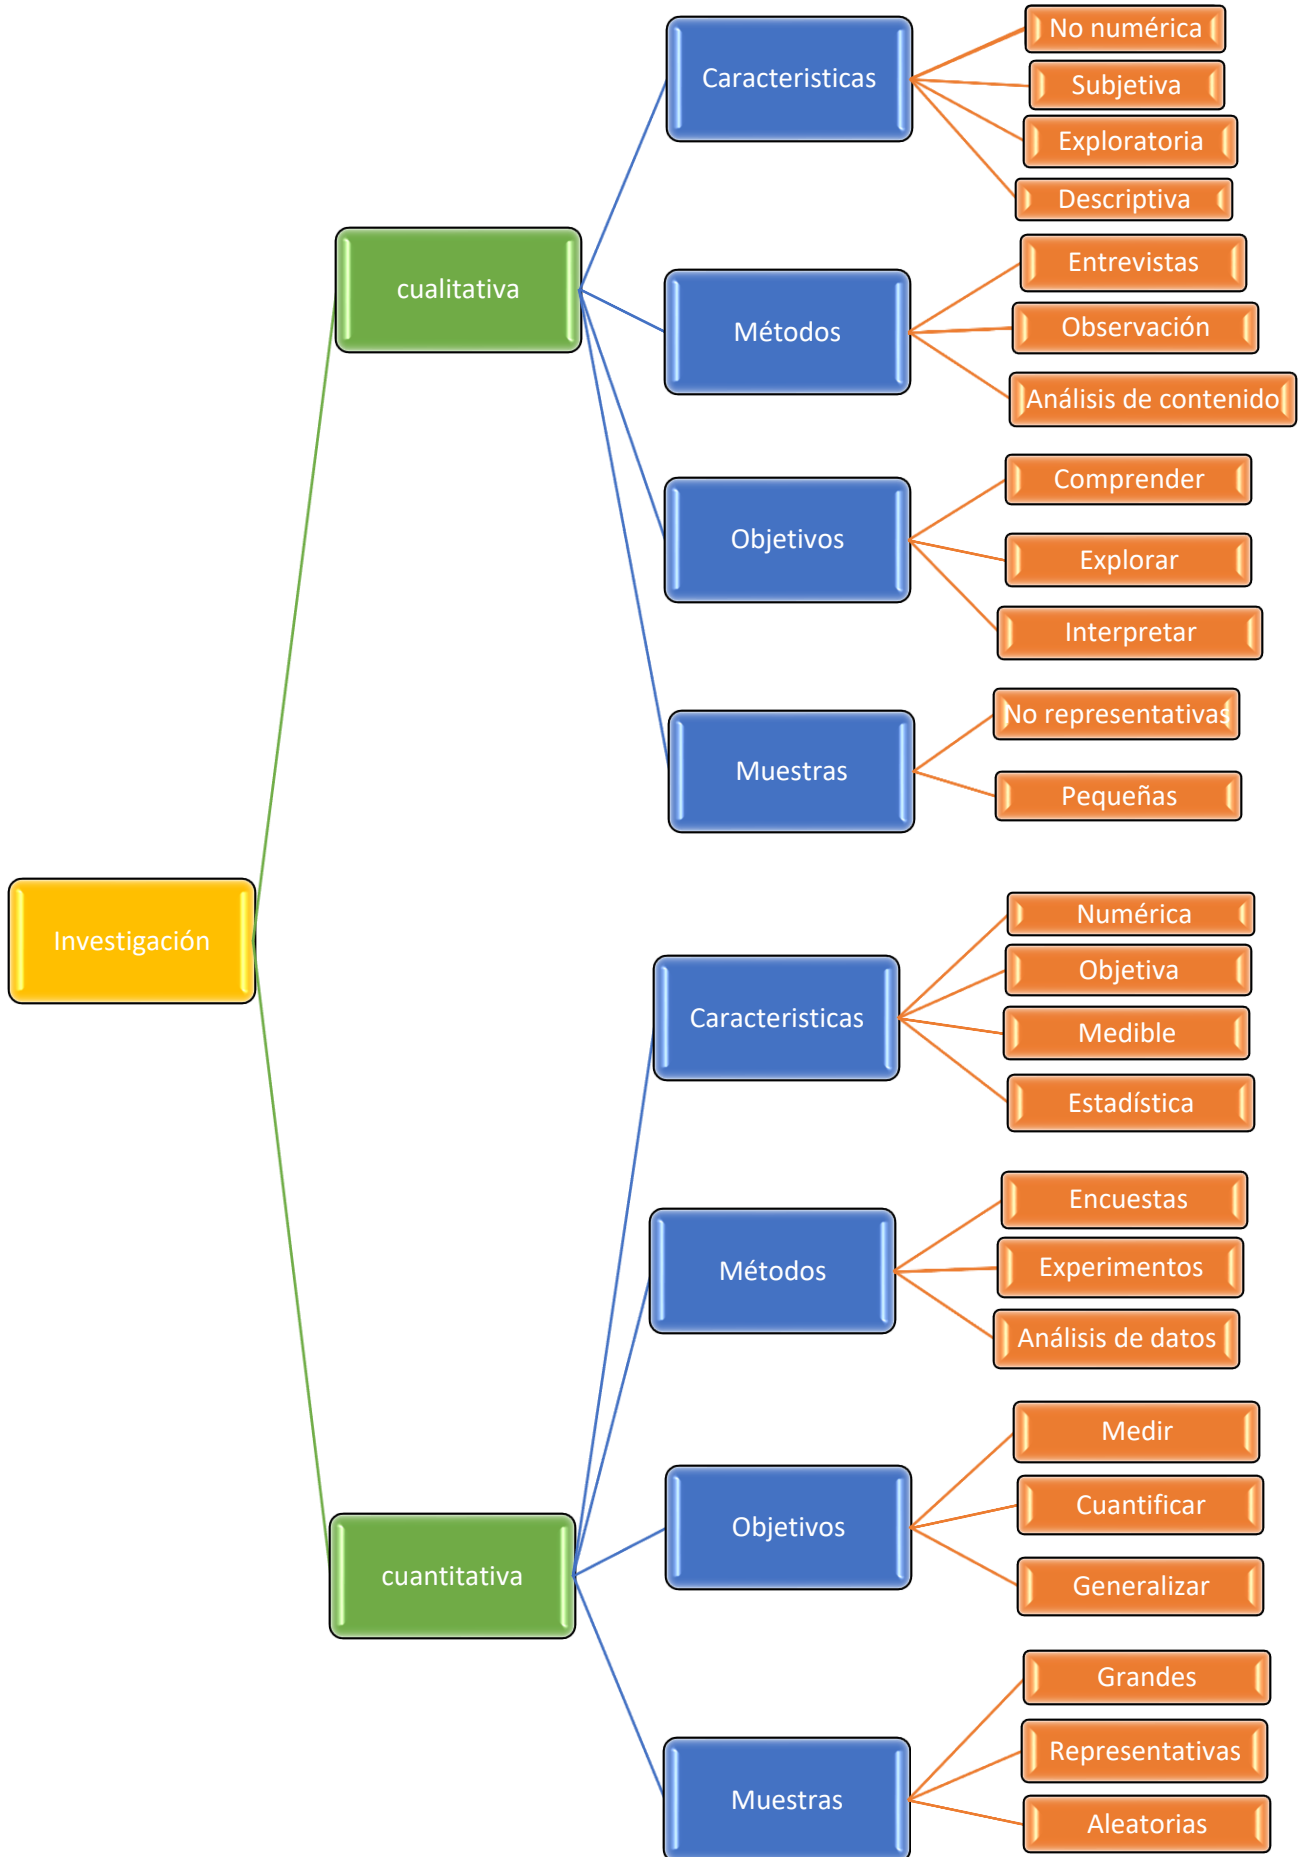 Investigación
cualitativa
Caracteristicas
No numérica
Subjetiva
Exploratoria
Descriptiva
Métodos
Entrevistas
Observación
Análisis de contenido
Objetivos
Comprender
Explorar
Interpretar
Muestras
No representativas
Pequeñas
cuantitativa
Caracteristicas
Numérica
Objetiva
Medible
Estadística
Métodos
Encuestas
Experimentos
Análisis de datos
Objetivos
Medir
Cuantificar
Generalizar
Muestras
Grandes
Representativas
Aleatorias